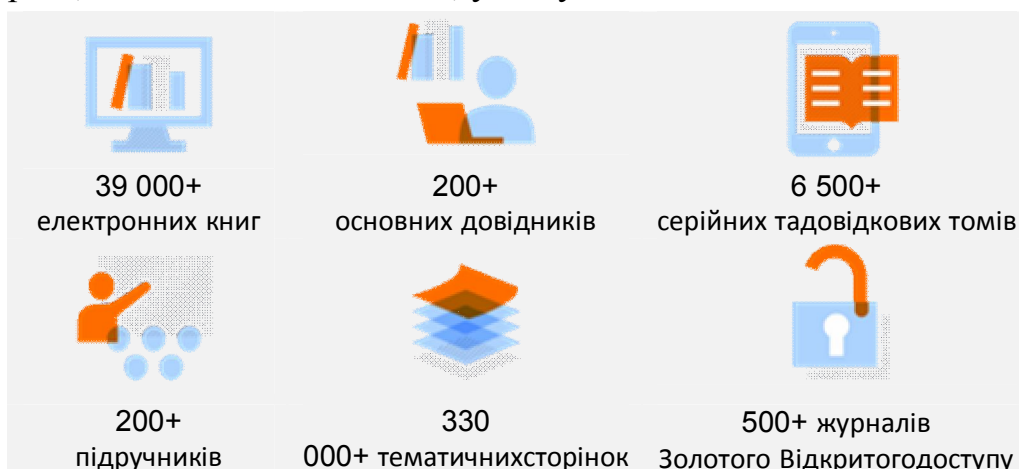 39 000+
електронних книг
200+
основних довідників
6 500+
серійних тадовідкових томів
200+
підручників
330
000+ тематичнихсторінок
500+ журналів
Золотого Відкритогодоступу